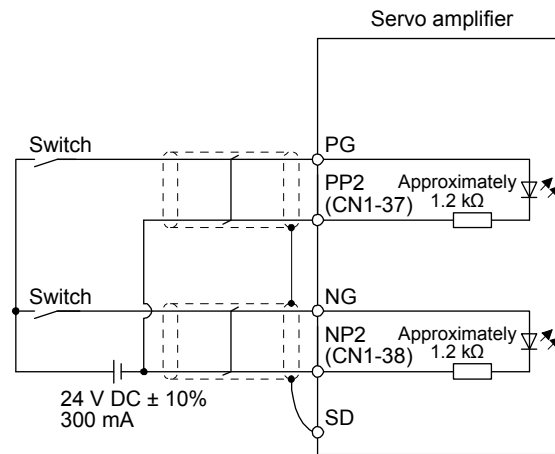 Servo amplifier
Switch
PG
PP2
(CN1-37)
Approximately
1.2 kΩ
Switch
NG
NP2
(CN1-38)
Approximately
1.2 kΩ
24 V DC ± 10%
300 mA
SD